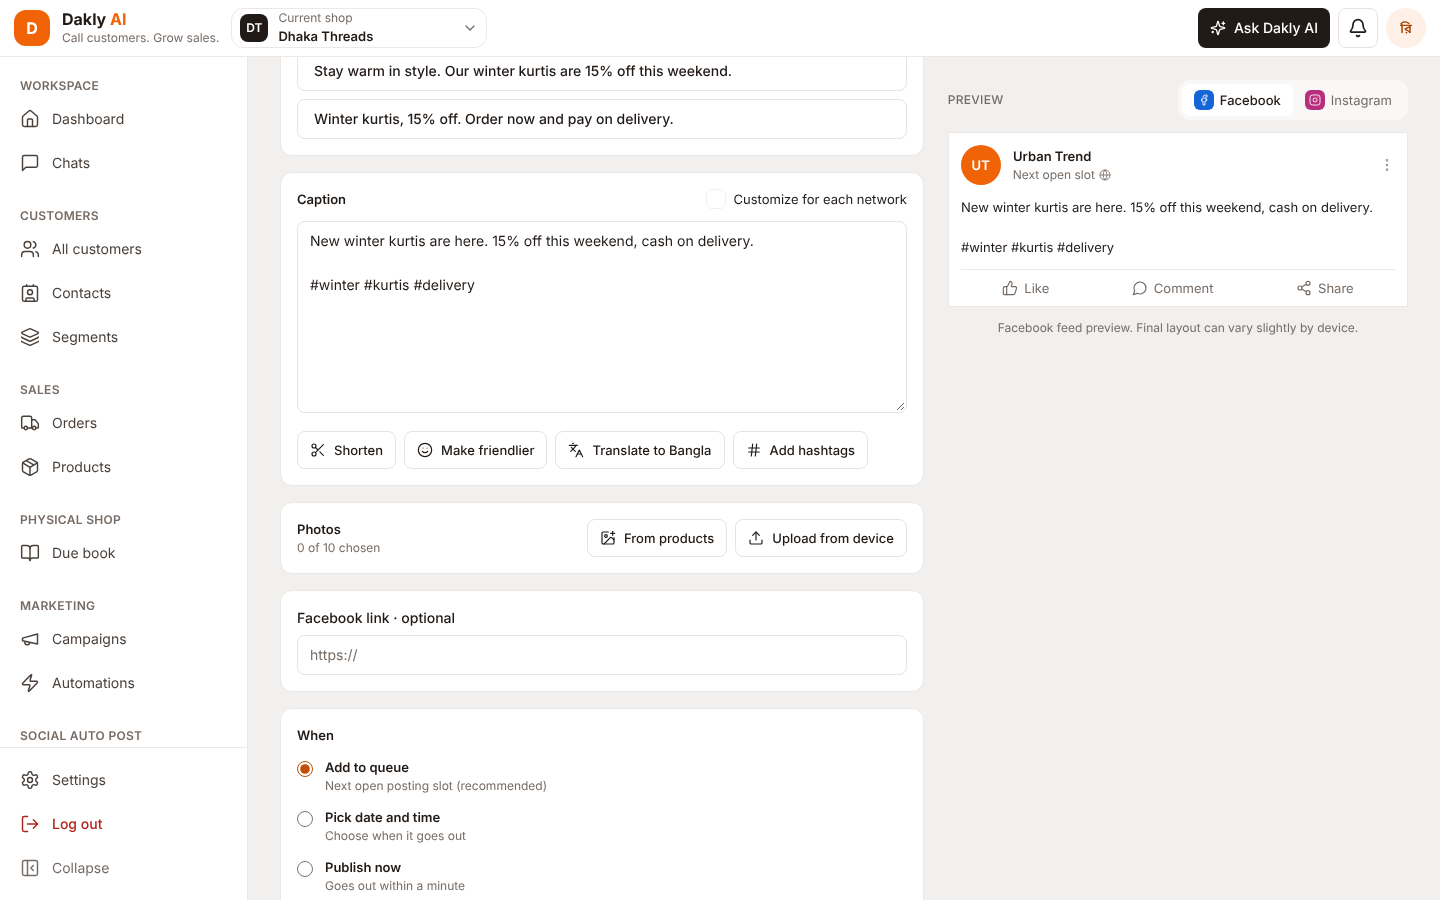 D
Dakly AI
Call customers. Grow sales.
DT
Current shop
Dhaka Threads
Ask Dakly AI
রি
WORKSPACE
Dashboard
Chats
CUSTOMERS
All customers
Contacts
Segments
SALES
Orders
Products
PHYSICAL SHOP
Due book
MARKETING
Campaigns
Automations
SOCIAL AUTO POST
Settings
Log out
Collapse
Stay warm in style. Our winter kurtis are 15% off this weekend.
Winter kurtis, 15% off. Order now and pay on delivery.
Caption
Customize for each network
New winter kurtis are here. 15% off this weekend, cash on delivery.
#winter #kurtis #delivery
Shorten
Make friendlier
Translate to Bangla
Add hashtags
Photos
0 of 10 chosen
From products
Upload from device
Facebook link · optional
https://
When
Add to queue
Next open posting slot (recommended)
Pick date and time
Choose when it goes out
Publish now
Goes out within a minute
PREVIEW
Facebook
Instagram
UT
Urban Trend
Next open slot
New winter kurtis are here. 15% off this weekend, cash on delivery.
#winter #kurtis #delivery
Like
Comment
Share
Facebook feed preview. Final layout can vary slightly by device.